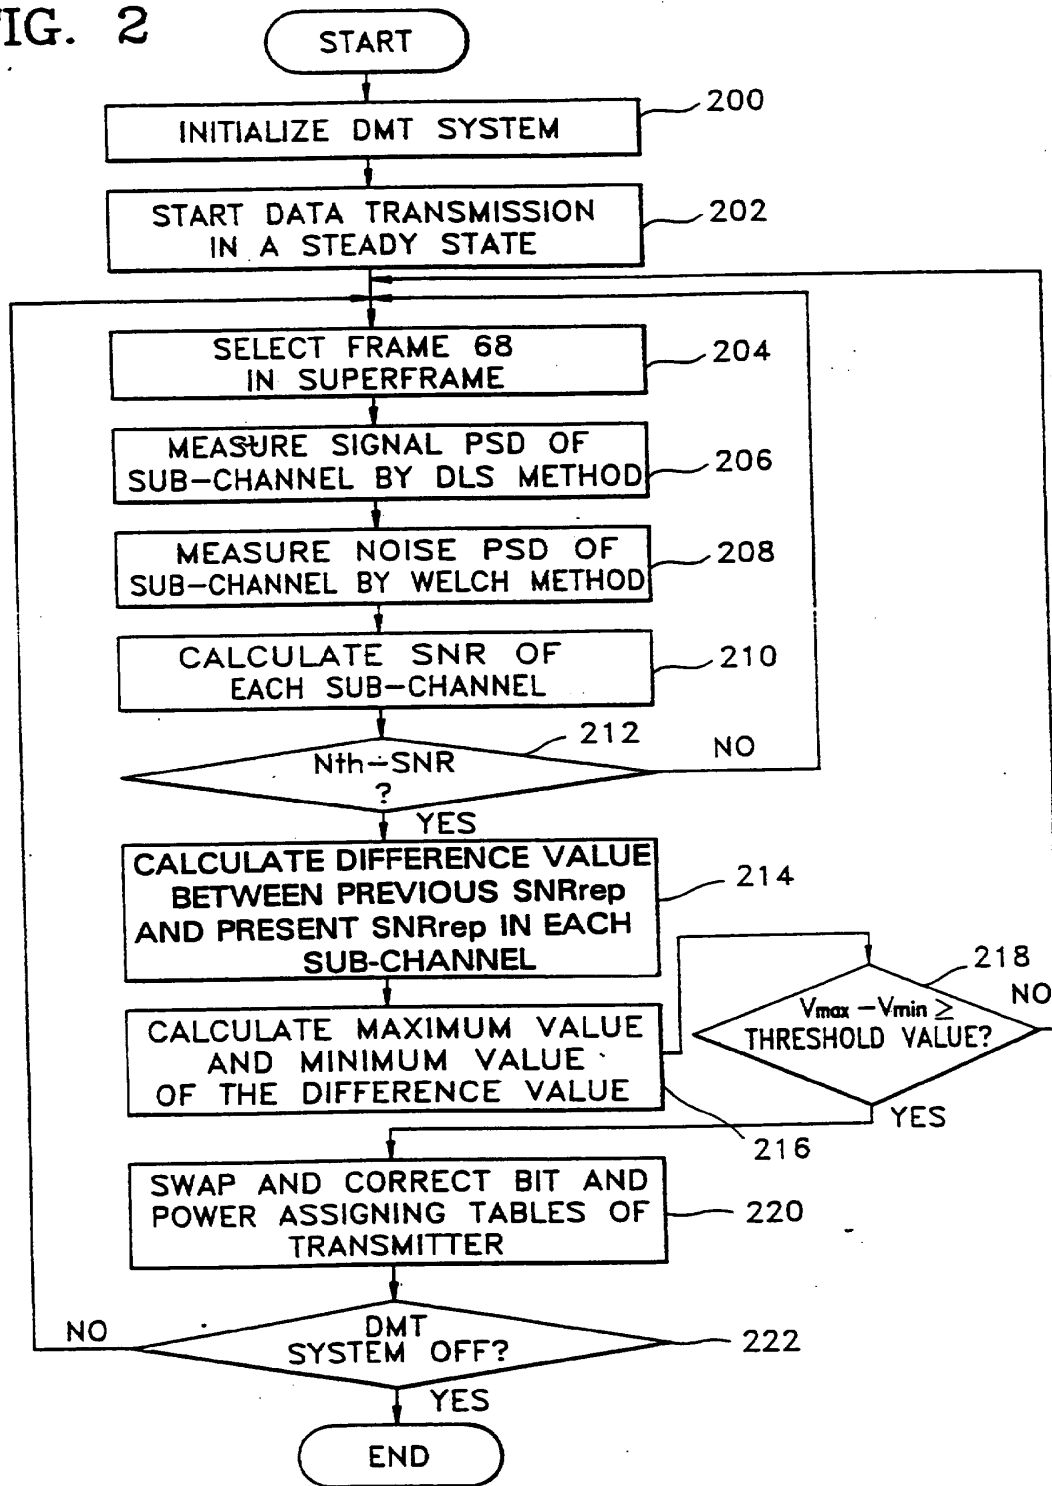 FIG. 2
START
INITIALIZE DMT SYSTEM
200
START DATA TRANSMISSION
IN A STEADY STATE
202
SELECT FRAME 68
IN SUPERFRAME
204
MEASURE SIGNAL PSD OF
SUB-CHANNEL BY DLS METHOD
206
MEASURE NOISE PSD OF
SUB-CHANNEL BY WELCH METHOD
208
CALCULATE SNR OF
EACH SUB-CHANNEL
210
Nth-SNR
?
212
NO
YES
CALCULATE DIFFERENCE VALUE
BETWEEN PREVIOUS SNRrep
AND PRESENT SNRrep IN EACH
SUB-CHANNEL
214
CALCULATE MAXIMUM VALUE
AND MINIMUM VALUE
OF THE DIFFERENCE VALUE
216
Vmax – Vmin ≥
THRESHOLD VALUE?
218
NO
YES
SWAP AND CORRECT BIT AND
POWER ASSIGNING TABLES OF
TRANSMITTER
220
DMT
SYSTEM OFF?
222
NO
YES
END